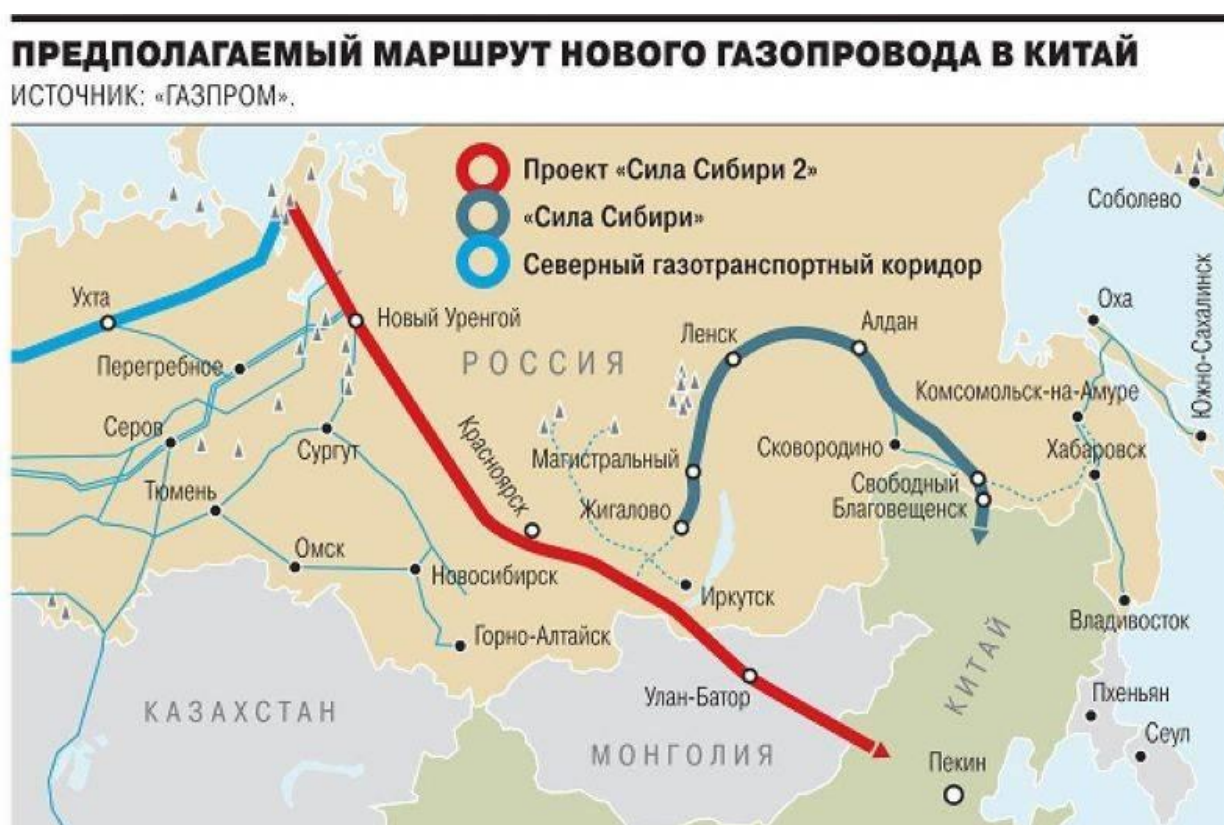 ПРЕДПОЛАГАЕМЫЙ МАРШРУТ НОВОГО ГАЗОПРОВОДА В КИТАЙ
ИСТОЧНИК: «ГАЗПРОМ».
Проект «Сила Сибири 2»
«Сила Сибири»
Северный газотранспортный коридор
Соболево
Ухта
Новый Уренгой
Оха
Южно-Сахалинск
Перегребное
РОССИЯ
Ленск
Алдан
Комсомольск-на-Амуре
Серов
Сургут
Красноярск
Магистральный
Сковородино
Хабаровск
Тюмень
Жигалово
Свободный
Благовещенск
Омск
Новосибирск
Иркутск
Владивосток
Горно-Алтайск
КАЗАХСТАН
Улан-Батор
КИТАЙ
Пхеньян
МОНГОЛИЯ
Сеул
Пекин